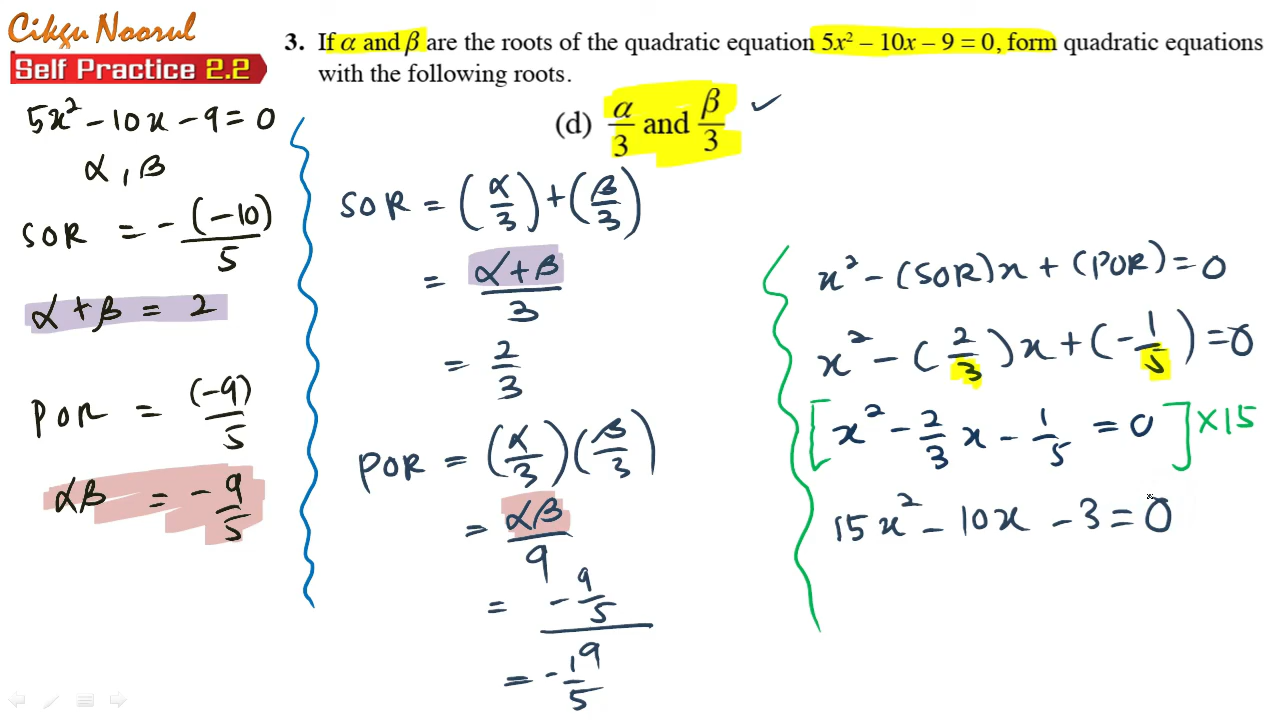 Cikgu Noorul
Self Practice 2.2
3. If α and β are the roots of the quadratic equation 5x² – 10x – 9 = 0, form quadratic equations
with the following roots.
(d) α/3 and β/3 ✓
5x² - 10x - 9 = 0
α, β
SOR = - (-10)/5
α + β = 2
POR = (-9)/5
αβ = - 9/5
SOR = (α/3) + (β/3)
= (α + β)/3
= 2/3
POR = (α/3)(β/3)
= αβ/9
= (- 9/5)/9
= - 1/5
x² - (SOR)x + (POR) = 0
x² - (2/3)x + (- 1/5) = 0
[x² - 2/3 x - 1/5 = 0] × 15
15x² - 10x - 3 = 0